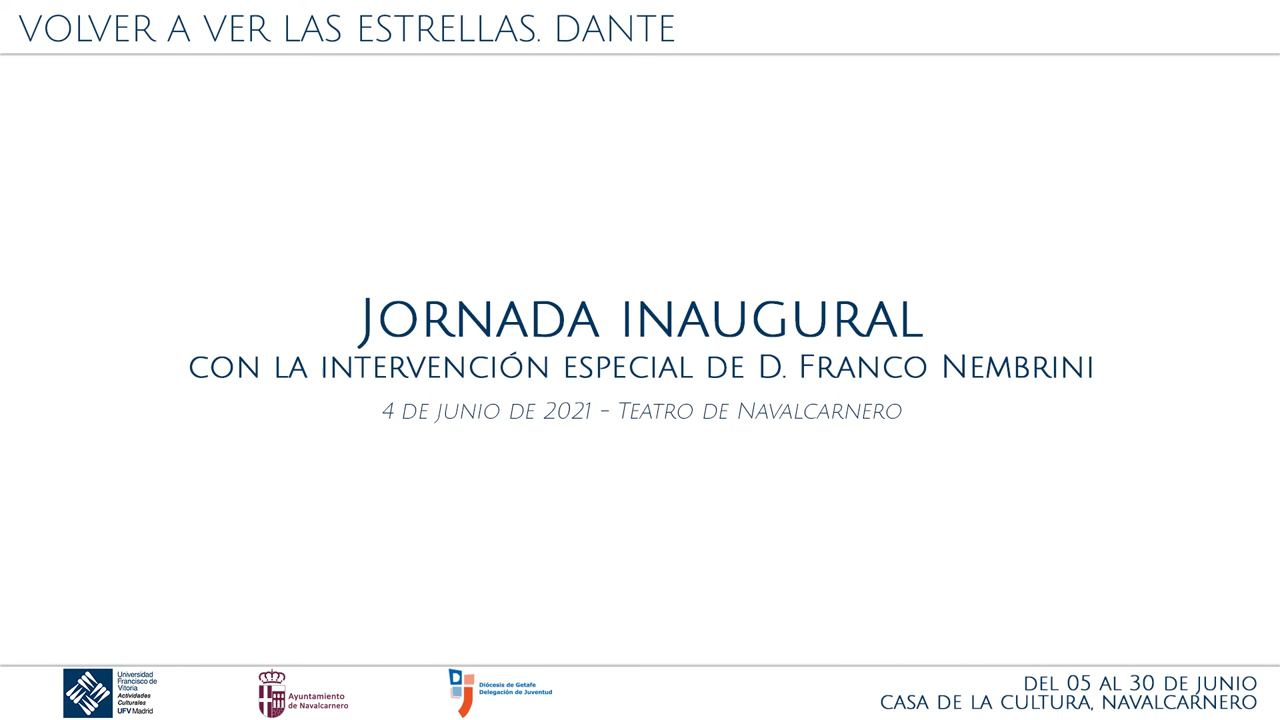 VOLVER A VER LAS ESTRELLAS. DANTE
JORNADA INAUGURAL
CON LA INTERVENCIÓN ESPECIAL DE D. FRANCO NEMBRINI
4 DE JUNIO DE 2021 - TEATRO DE NAVALCARNERO
Universidad
Francisco de
Vitoria
Actividades
Culturales
UFV Madrid
Ayuntamiento
de Navalcarnero
Diócesis de Getafe
Delegación de Juventud
DEL 05 AL 30 DE JUNIO
CASA DE LA CULTURA, NAVALCARNERO